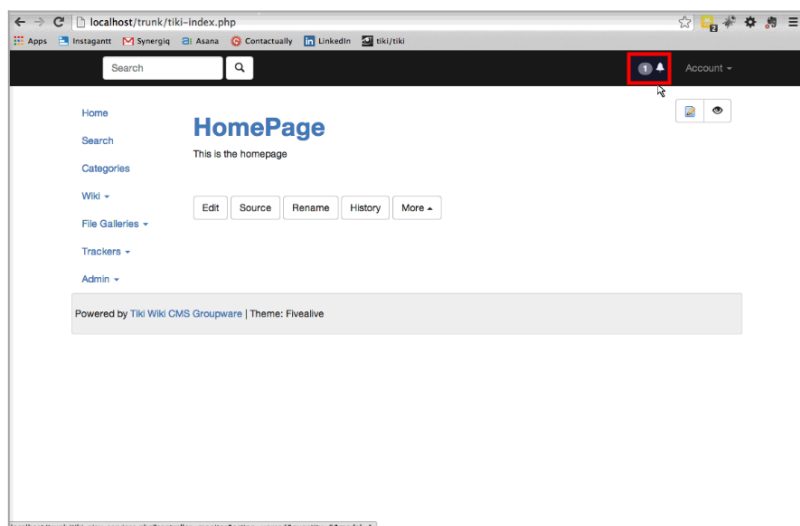 localhost/trunk/tiki-index.php
2
Apps Instagantt Synergiq Asana Contactually LinkedIn tiki/tiki
Search 1 Account
Home
Search
Categories
Wiki
File Galleries
Trackers
Admin
HomePage
This is the homepage
Edit Source Rename History More
Powered by Tiki Wiki CMS Groupware | Theme: Fivealive